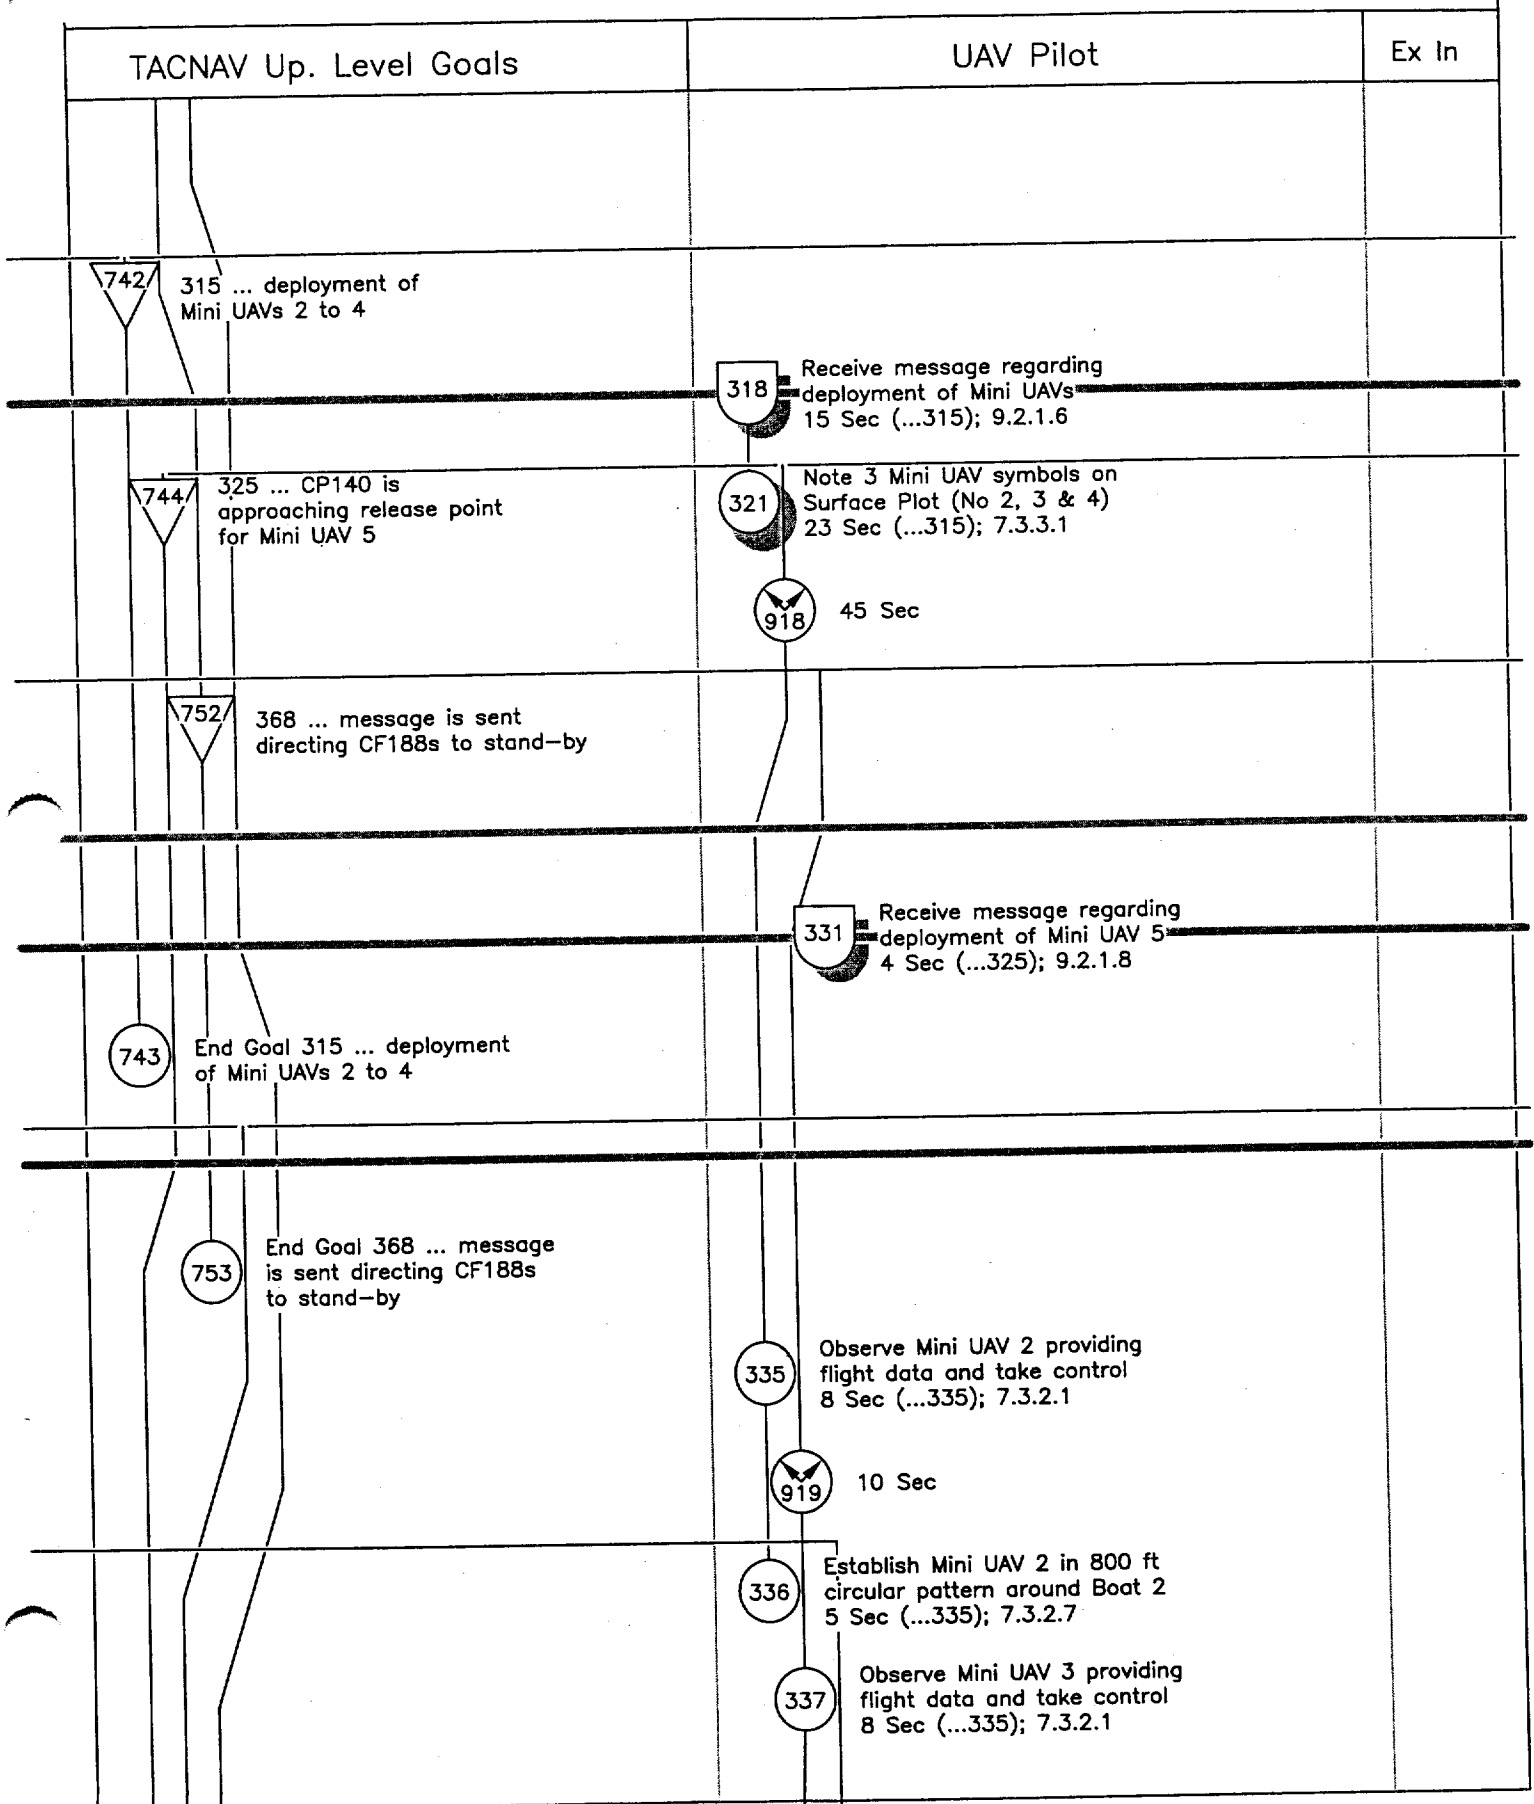 TACNAV Up. Level Goals
UAV Pilot
Ex In
742
315 ... deployment of
Mini UAVs 2 to 4
318
Receive message regarding
deployment of Mini UAVs
15 Sec (...315); 9.2.1.6
744
325 ... CP140 is
approaching release point
for Mini UAV 5
321
Note 3 Mini UAV symbols on
Surface Plot (No 2, 3 & 4)
23 Sec (...315); 7.3.3.1
918
45 Sec
752
368 ... message is sent
directing CF188s to stand-by
331
Receive message regarding
deployment of Mini UAV 5
4 Sec (...325); 9.2.1.8
743
End Goal 315 ... deployment
of Mini UAVs 2 to 4
753
End Goal 368 ... message
is sent directing CF188s
to stand-by
335
Observe Mini UAV 2 providing
flight data and take control
8 Sec (...335); 7.3.2.1
919
10 Sec
336
Establish Mini UAV 2 in 800 ft
circular pattern around Boat 2
5 Sec (...335); 7.3.2.7
337
Observe Mini UAV 3 providing
flight data and take control
8 Sec (...335); 7.3.2.1